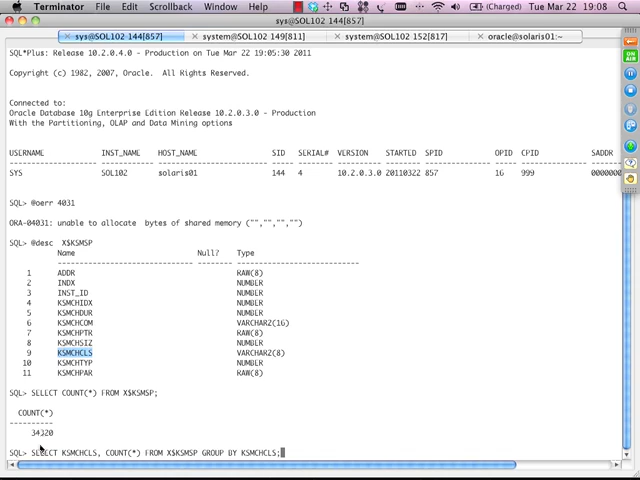 Terminator File Edit Scrollback Window Help (Charged) Tue Mar 22 19:08
sys@SOL102 144[857]
sys@SOL102 144[857] system@SOL102 149[811] system@SOL102 152[817] oracle@solaris01:~
SQL*Plus: Release 10.2.0.4.0 - Production on Tue Mar 22 19:05:30 2011
Copyright (c) 1982, 2007, Oracle. All Rights Reserved.
Connected to:
Oracle Database 10g Enterprise Edition Release 10.2.0.3.0 - Production
With the Partitioning, OLAP and Data Mining options
USERNAME INST_NAME HOST_NAME SID SERIAL# VERSION STARTED SPID OPID CPID SADDR
SYS SOL102 solaris01 144 4 10.2.0.3.0 20110322 857 16 999 0000000
SQL> @oerr 4031
ORA-04031: unable to allocate bytes of shared memory ("","","","")
SQL> @desc X$KSMSP
Name Null? Type
1 ADDR RAW(8)
2 INDX NUMBER
3 INST_ID NUMBER
4 KSMCHIDX NUMBER
5 KSMCHDUR NUMBER
6 KSMCHCOM VARCHAR2(16)
7 KSMCHPTR RAW(8)
8 KSMCHSIZ NUMBER
9 KSMCHCLS VARCHAR2(8)
10 KSMCHTYP NUMBER
11 KSMCHPAR RAW(8)
SQL> SELECT COUNT(*) FROM X$KSMSP;
COUNT(*)
34320
SQL> SELECT KSMCHCLS, COUNT(*) FROM X$KSMSP GROUP BY KSMCHCLS;
ON AIR